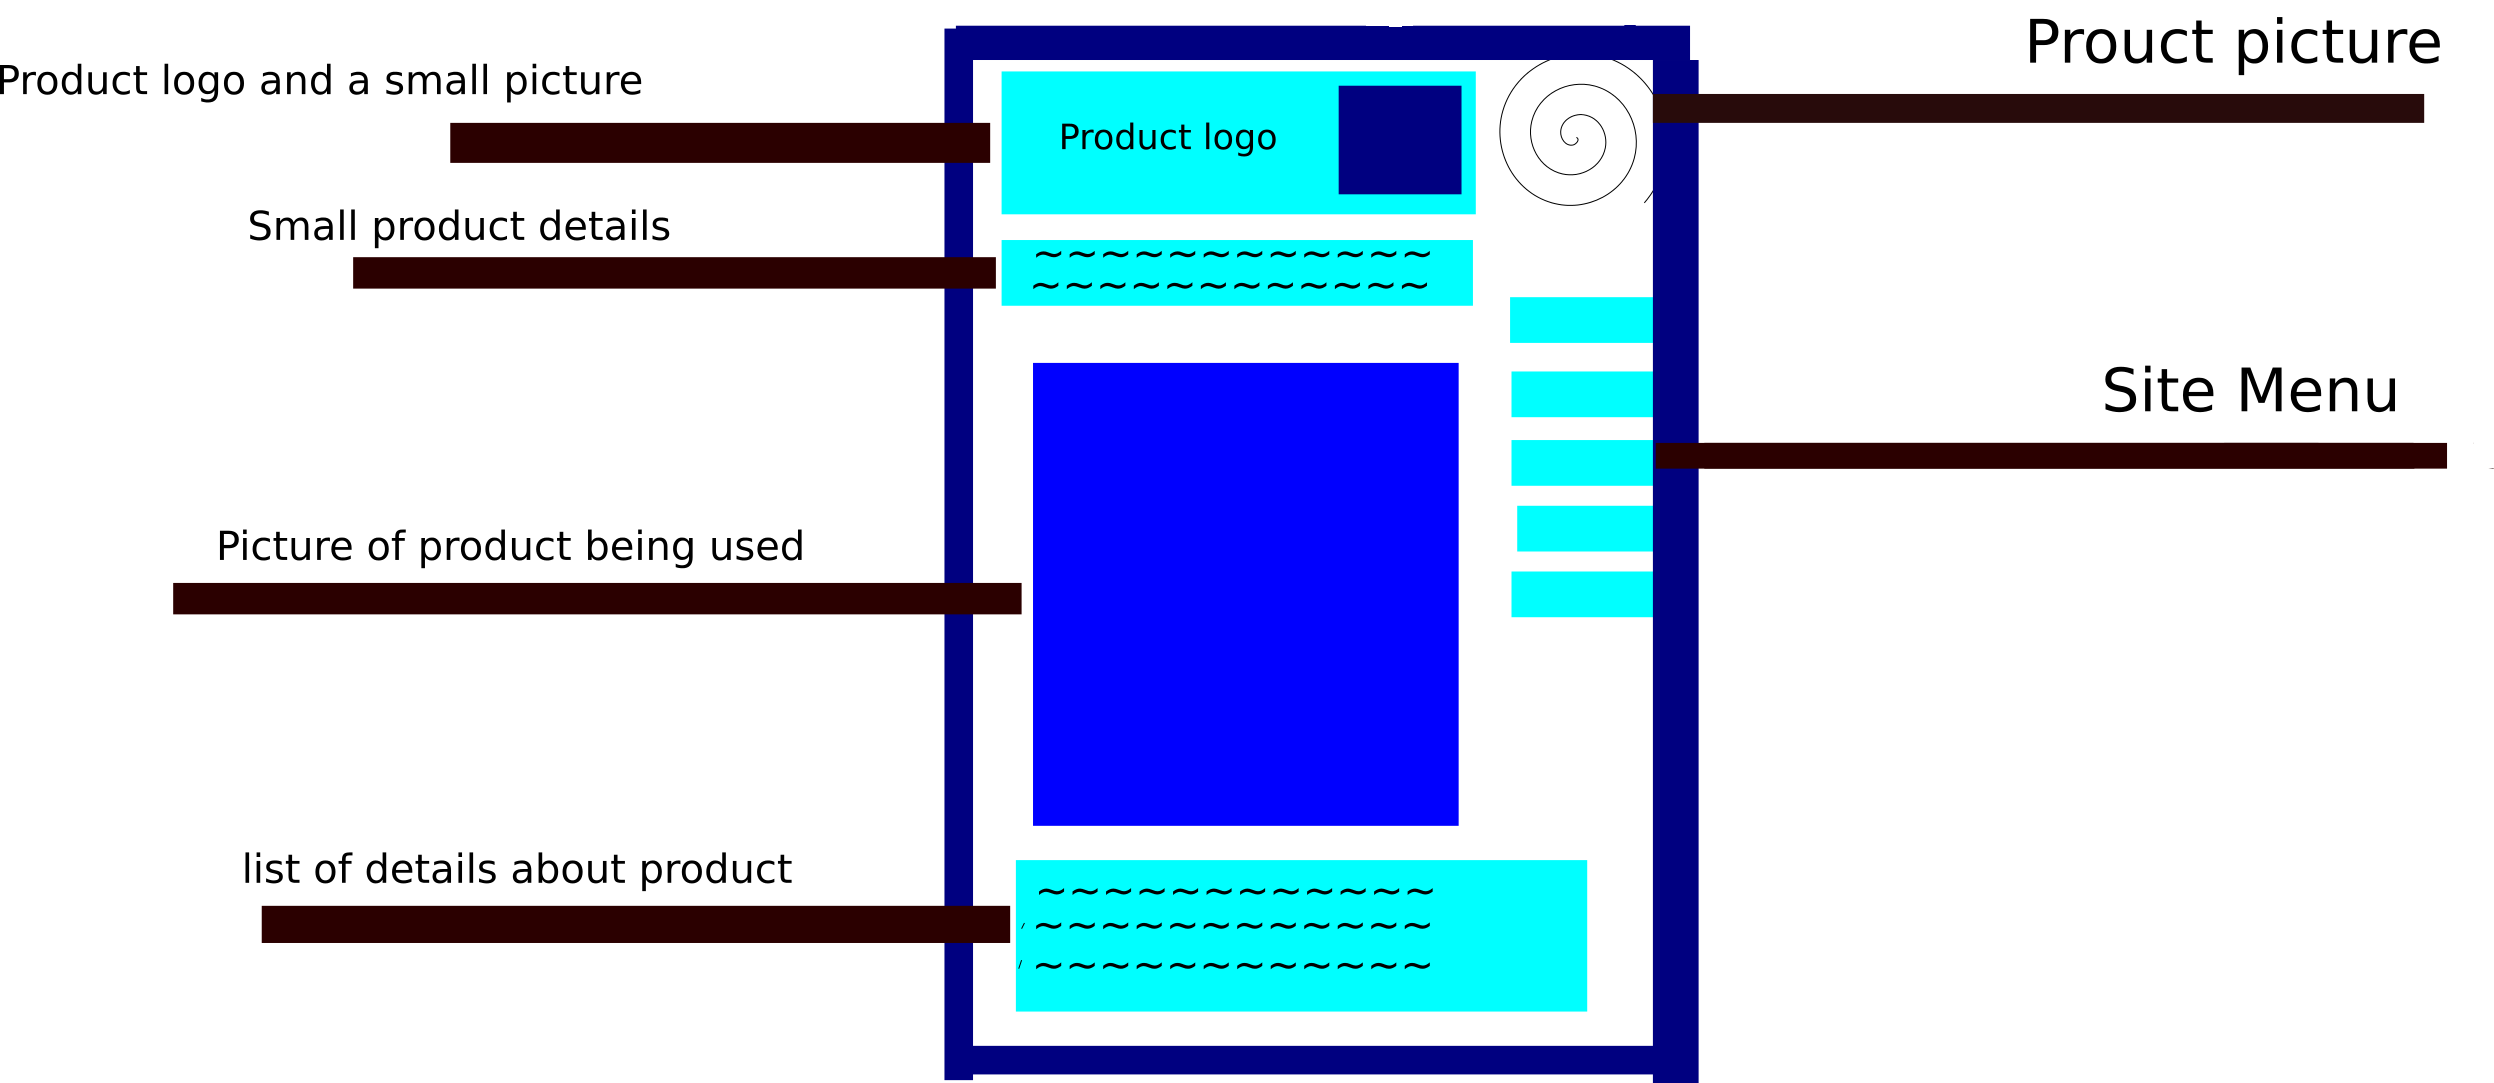 Prouct picture
Product logo and a small picture
Product logo
Small product details
~~~~~~~~~~~~
~~~~~~~~~~~~
Site Menu
Picture of product being used
list of details about product
~~~~~~~~~~~~
~~~~~~~~~~~~
~~~~~~~~~~~~